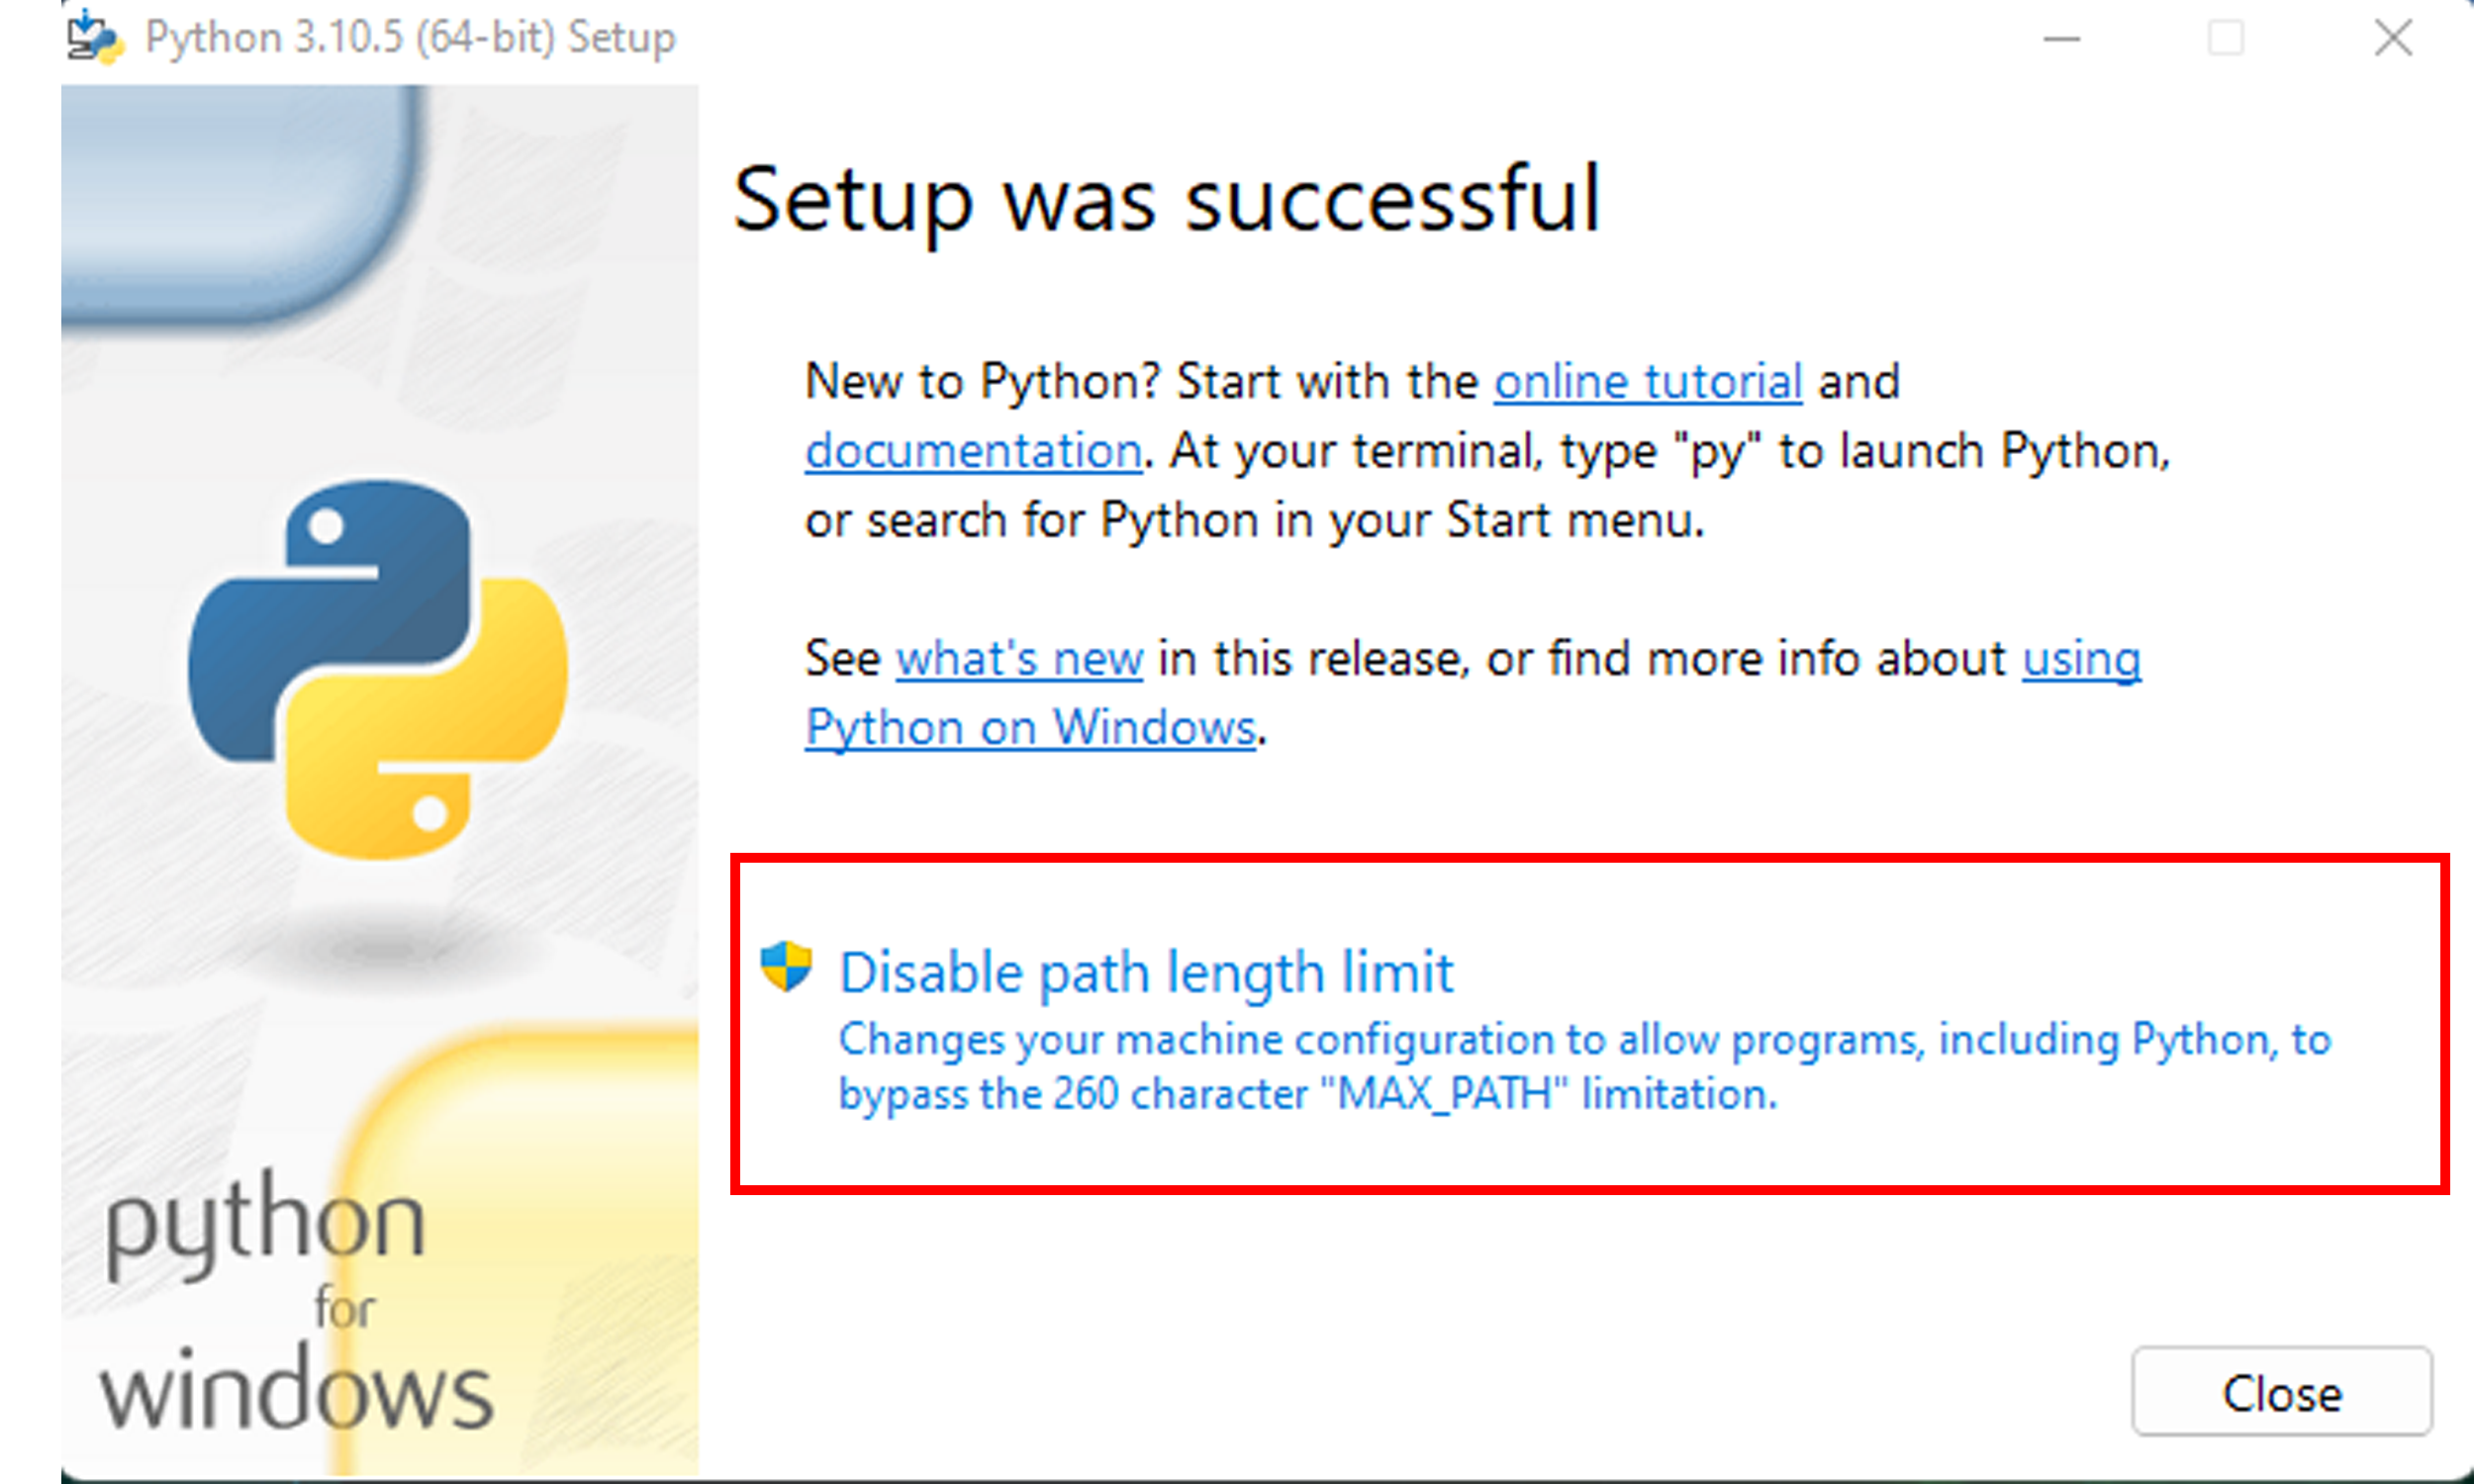 Python 3.10.5 (64-bit) Setup
Setup was successful
New to Python? Start with the online tutorial and
documentation. At your terminal, type "py" to launch Python,
or search for Python in your Start menu.
See what's new in this release, or find more info about using
Python on Windows.
Disable path length limit
Changes your machine configuration to allow programs, including Python, to
bypass the 260 character "MAX_PATH" limitation.
python
for
windows
Close